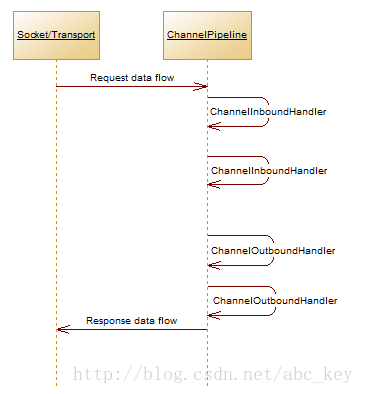 Socket/Transport
ChannelPipeline
Request data flow
ChannelInboundHandler
ChannelInboundHandler
ChannelOutboundHandler
ChannelOutboundHandler
Response data flow
http://blog.csdn.net/abc_key